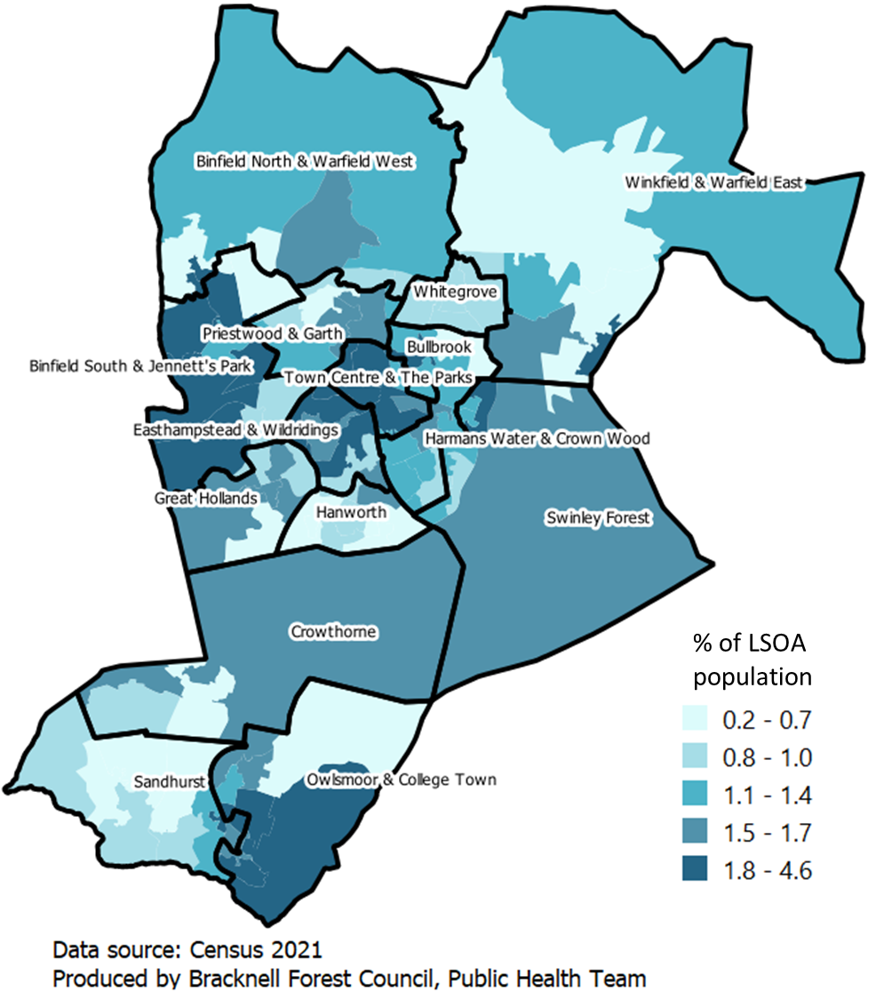 Binfield North & Warfield West
Winkfield & Warfield East
Whitegrove
Priestwood & Garth
Bullbrook
Binfield South & Jennett's Park
Town Centre & The Parks
Easthampstead & Wildridings
Harmans Water & Crown Wood
Great Hollands
Hanworth
Swinley Forest
Crowthorne
Sandhurst
Owlsmoor & College Town
% of LSOA
population
0.2 - 0.7
0.8 - 1.0
1.1 - 1.4
1.5 - 1.7
1.8 - 4.6
Data source: Census 2021
Produced by Bracknell Forest Council, Public Health Team